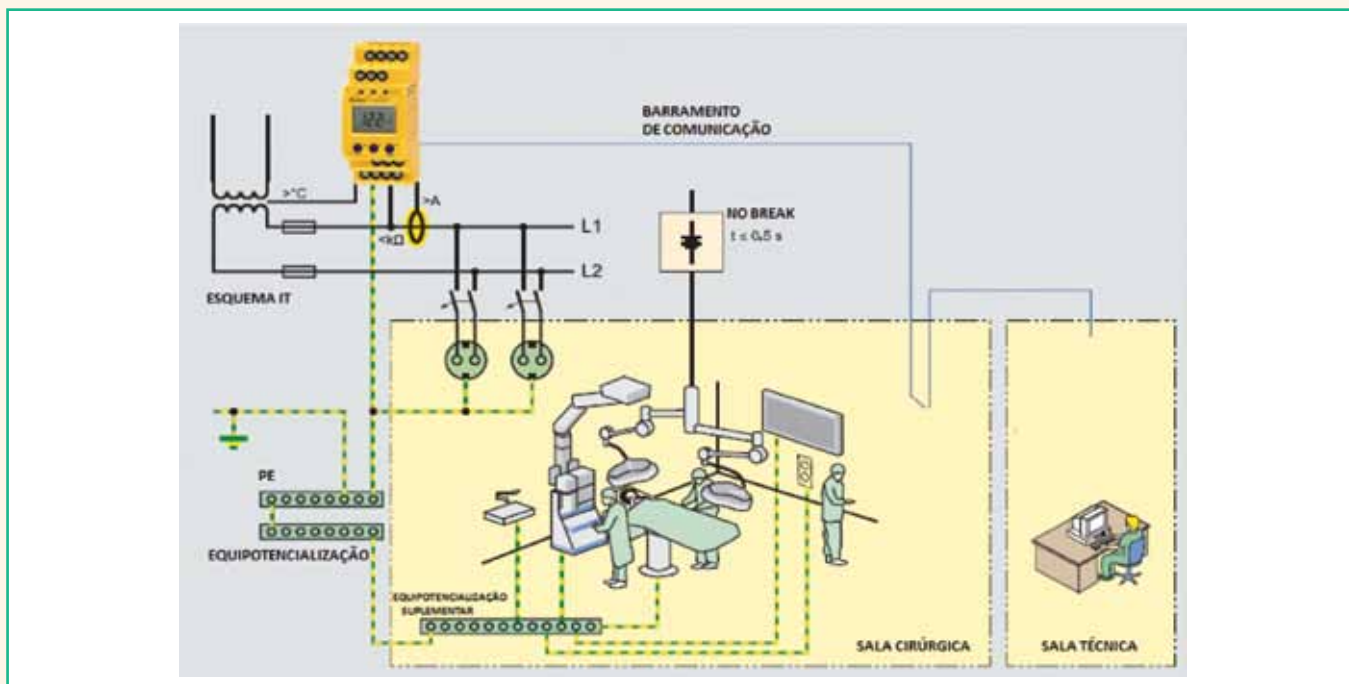 BARRAMENTO
DE COMUNICAÇÃO
>°C
>A
<kΩ
L1
L2
NO BREAK
t ≤ 0,5 s
ESQUEMA IT
PE
EQUIPOTENCIALIZAÇÃO
EQUIPOTENCIALIZAÇÃO
SUPLEMENTAR
SALA CIRÚRGICA
SALA TÉCNICA